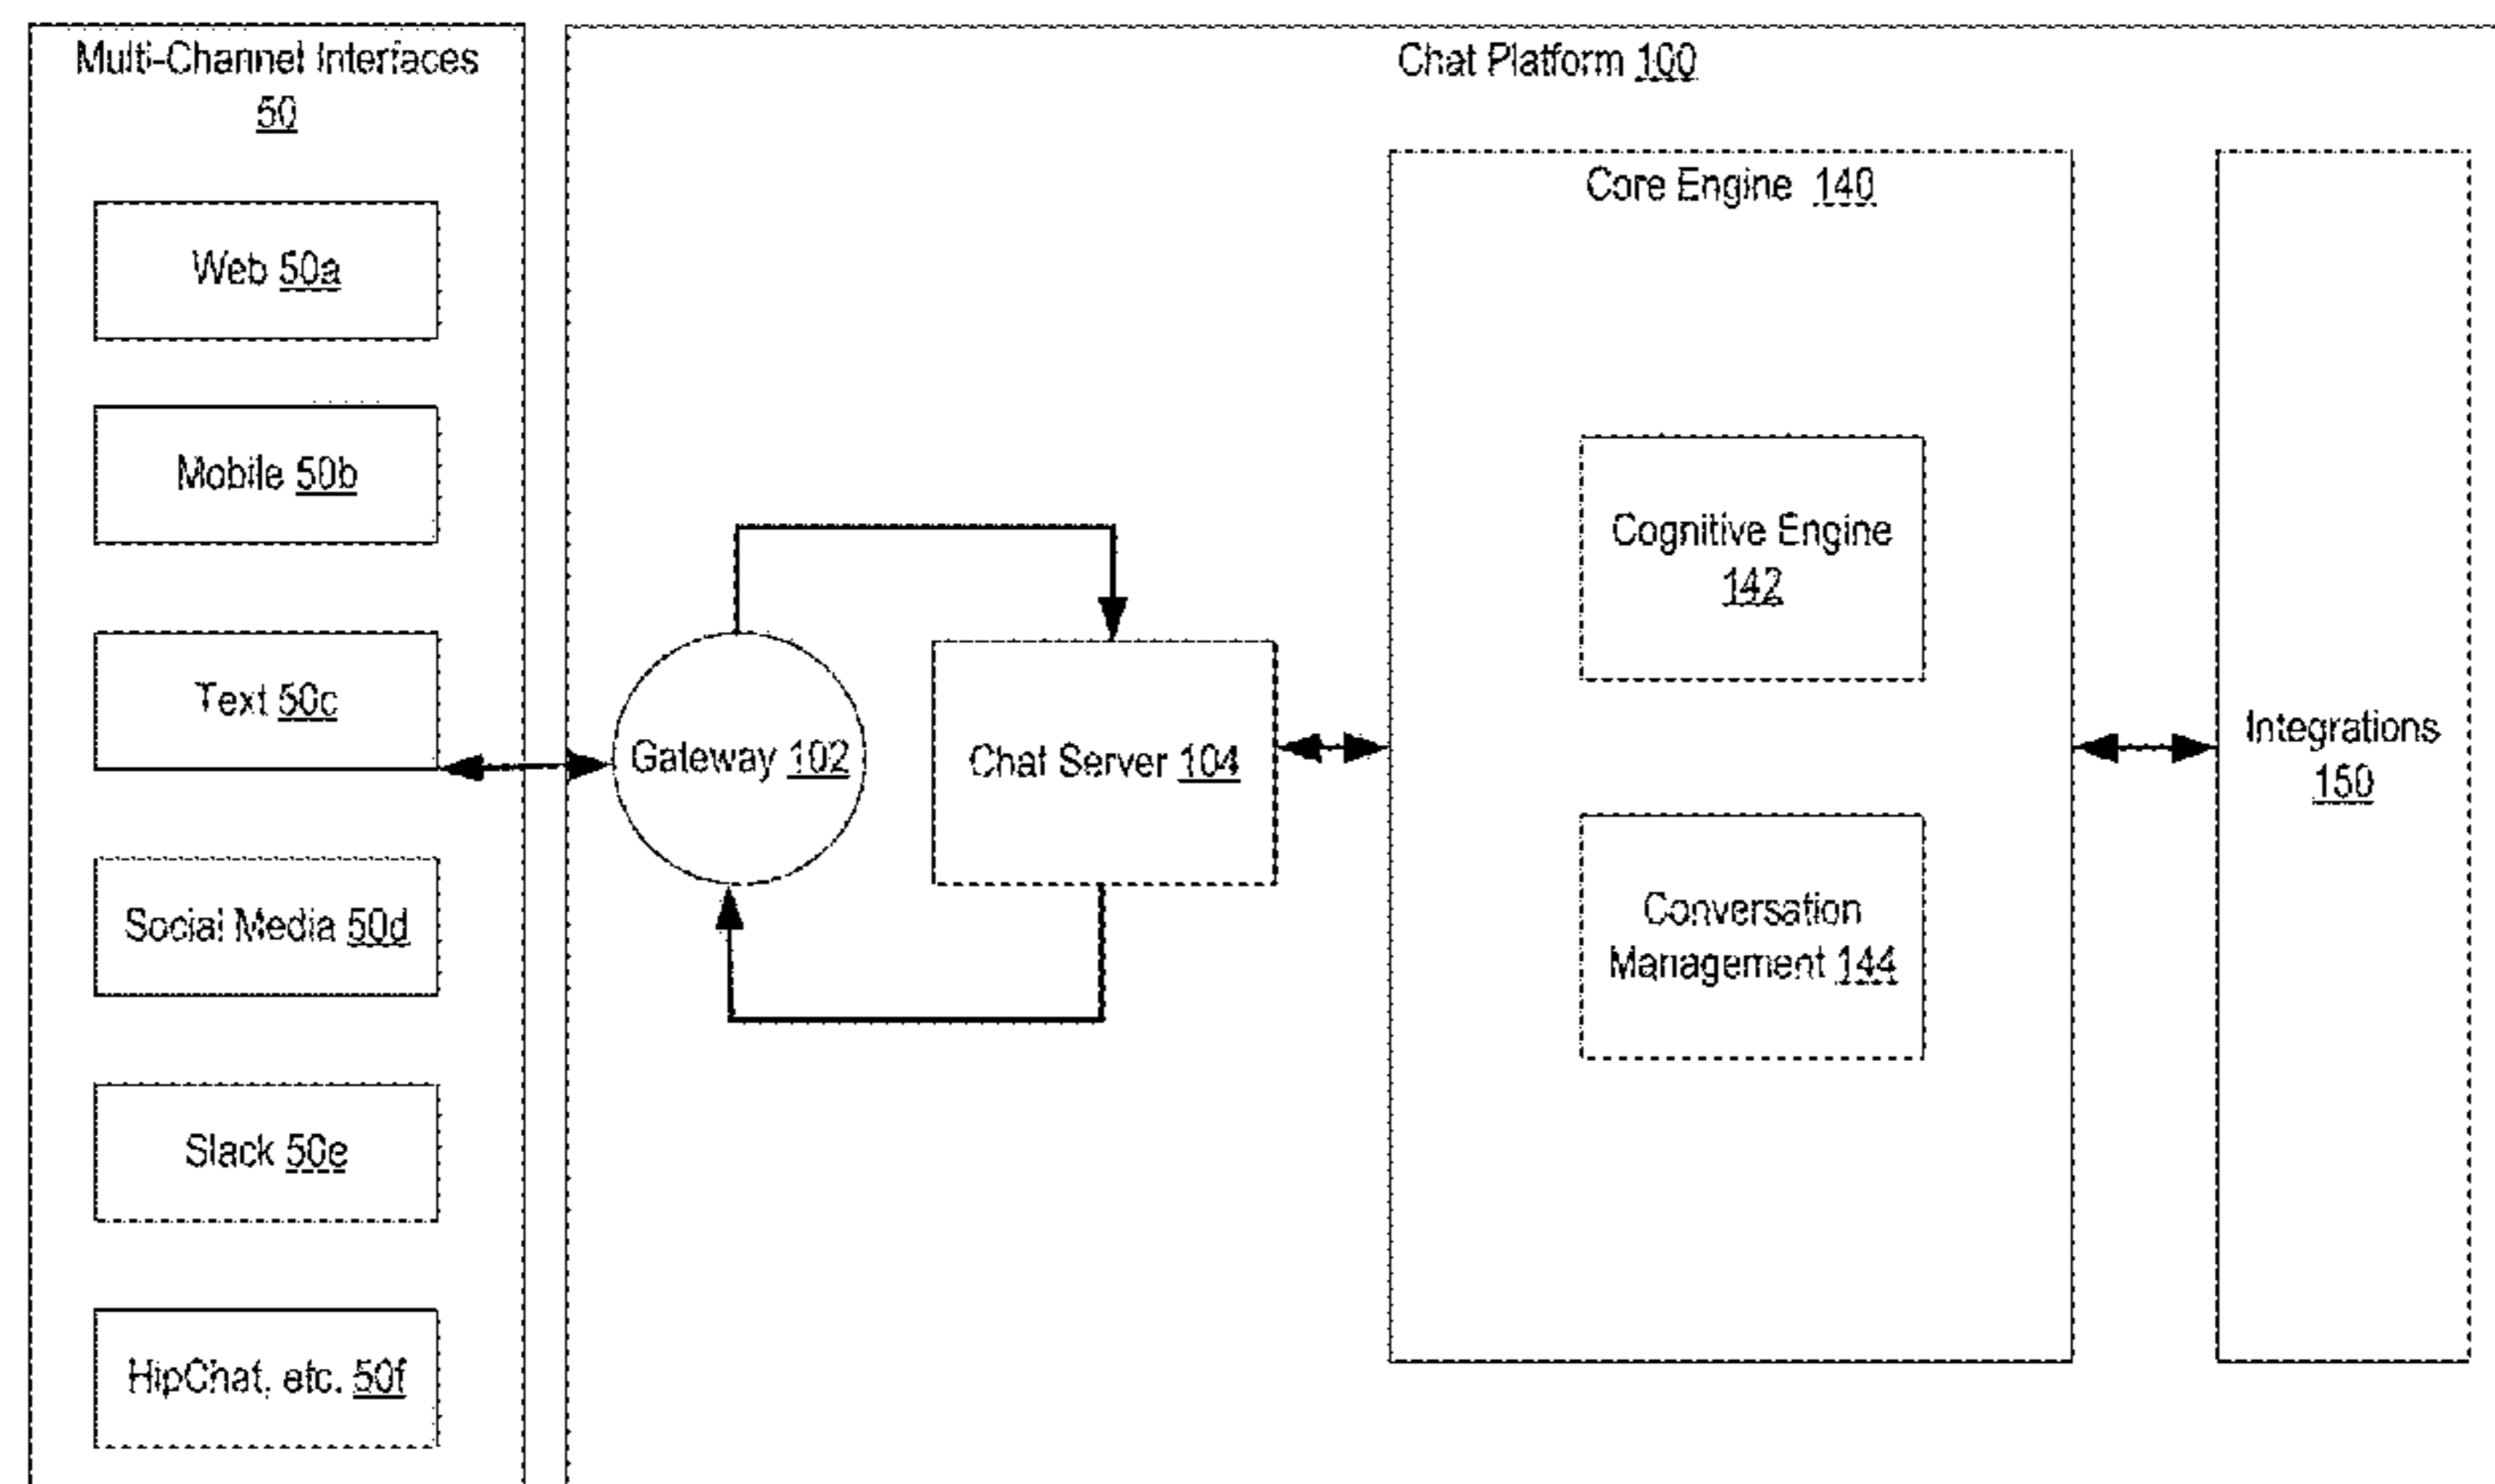 Multi-Channel Interfaces
50
Web 50a
Mobile 50b
Text 50c
Social Media 50d
Slack 50e
HipChat, etc. 50f
Chat Platform 100
Gateway 102
Chat Server 104
Core Engine 140
Cognitive Engine
142
Conversation
Management 144
Integrations
150